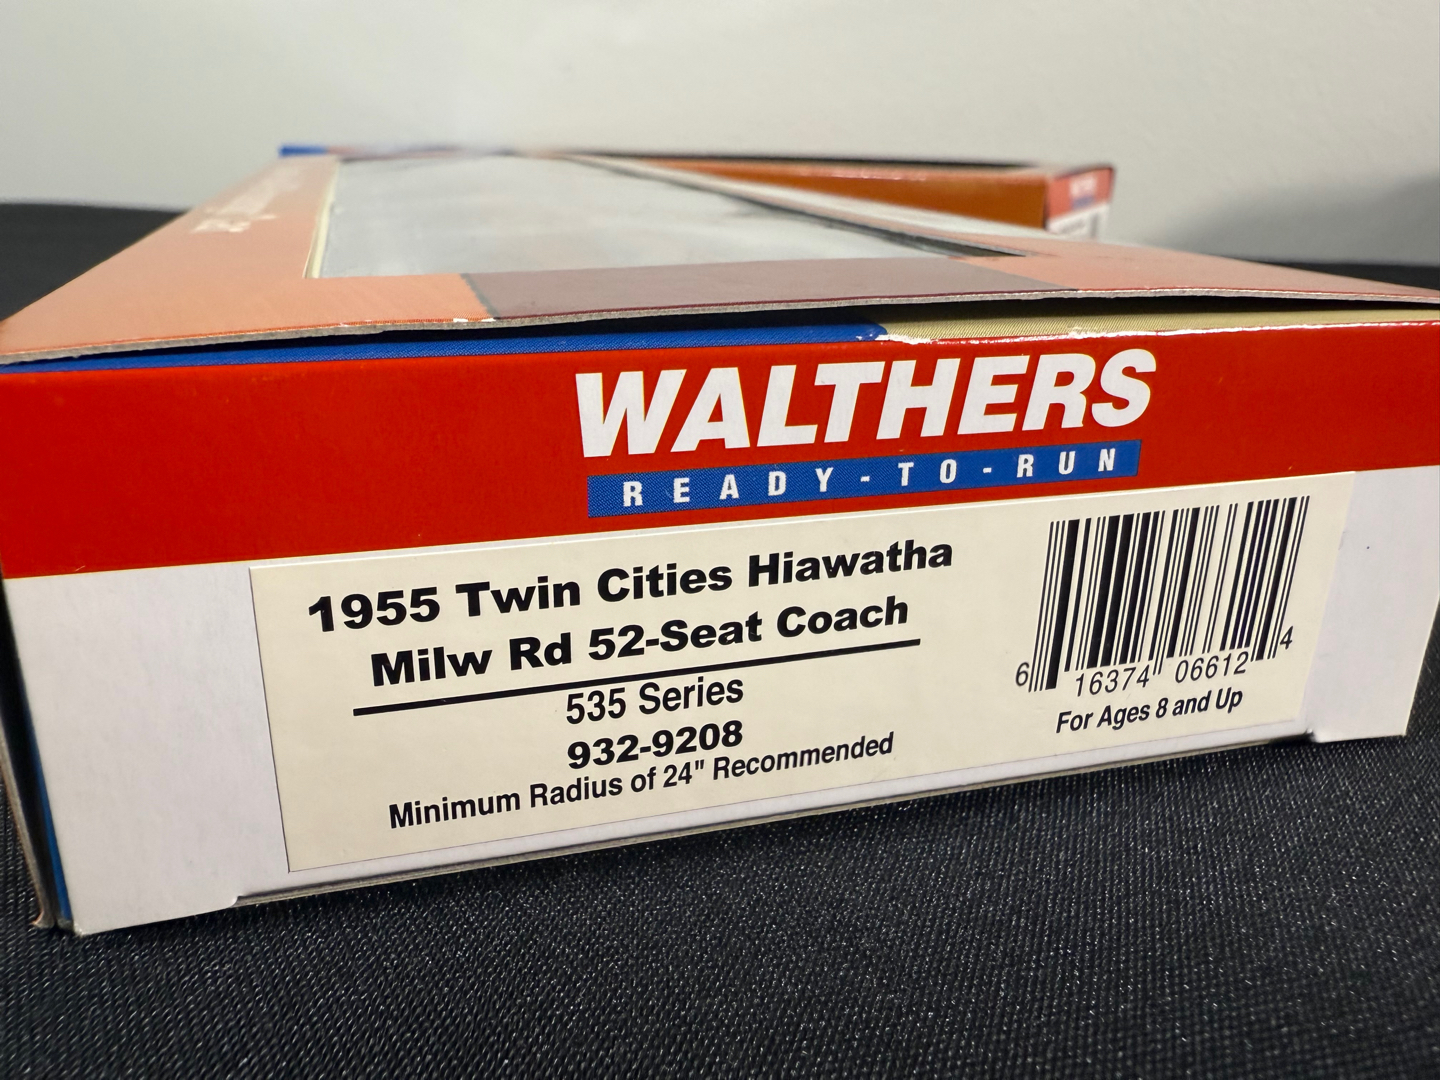 WALTHERS
READY-TO-RUN
1955 Twin Cities Hiawatha
Milw Rd 52-Seat Coach
535 Series
932-9208
Minimum Radius of 24" Recommended
6 16374 06612 4
For Ages 8 and Up